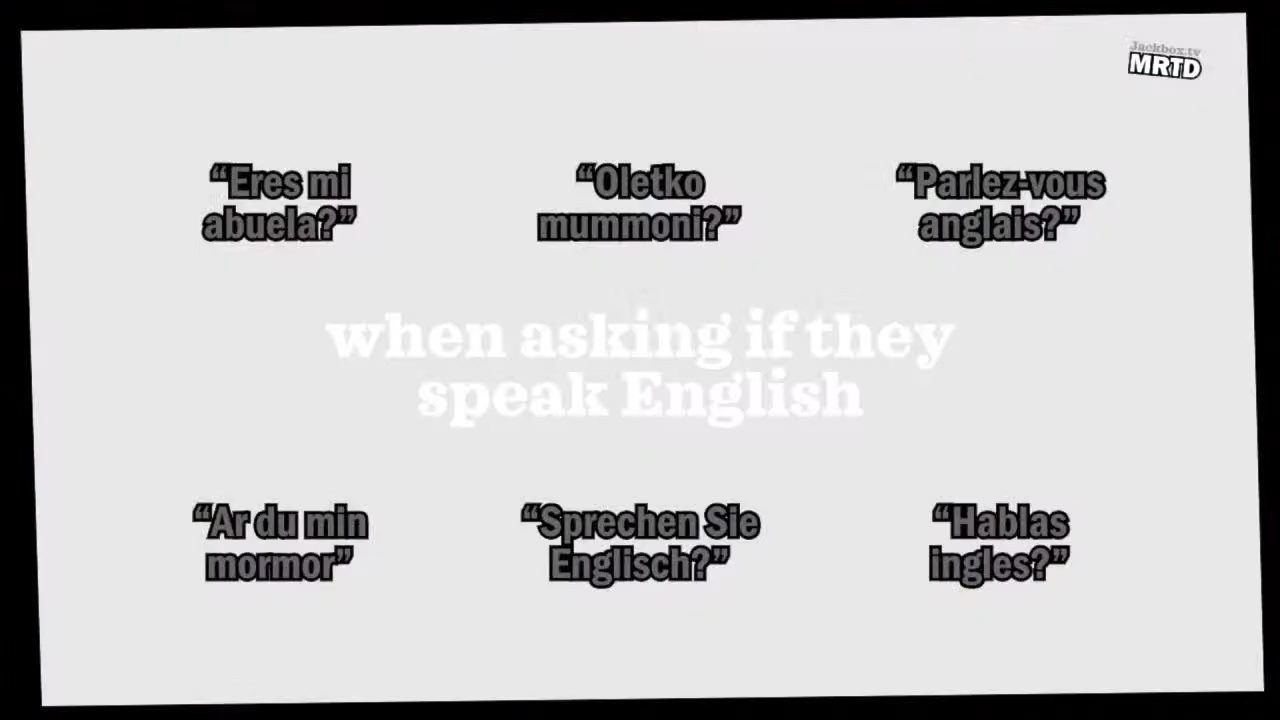 Jackbox.tv
MRTD
“Eres mi
abuela?”
“Oletko
mummoni?”
“Parlez-vous
anglais?”
when asking if they
speak English
“Ar du min
mormor”
“Sprechen Sie
Englisch?”
“Hablas
ingles?”